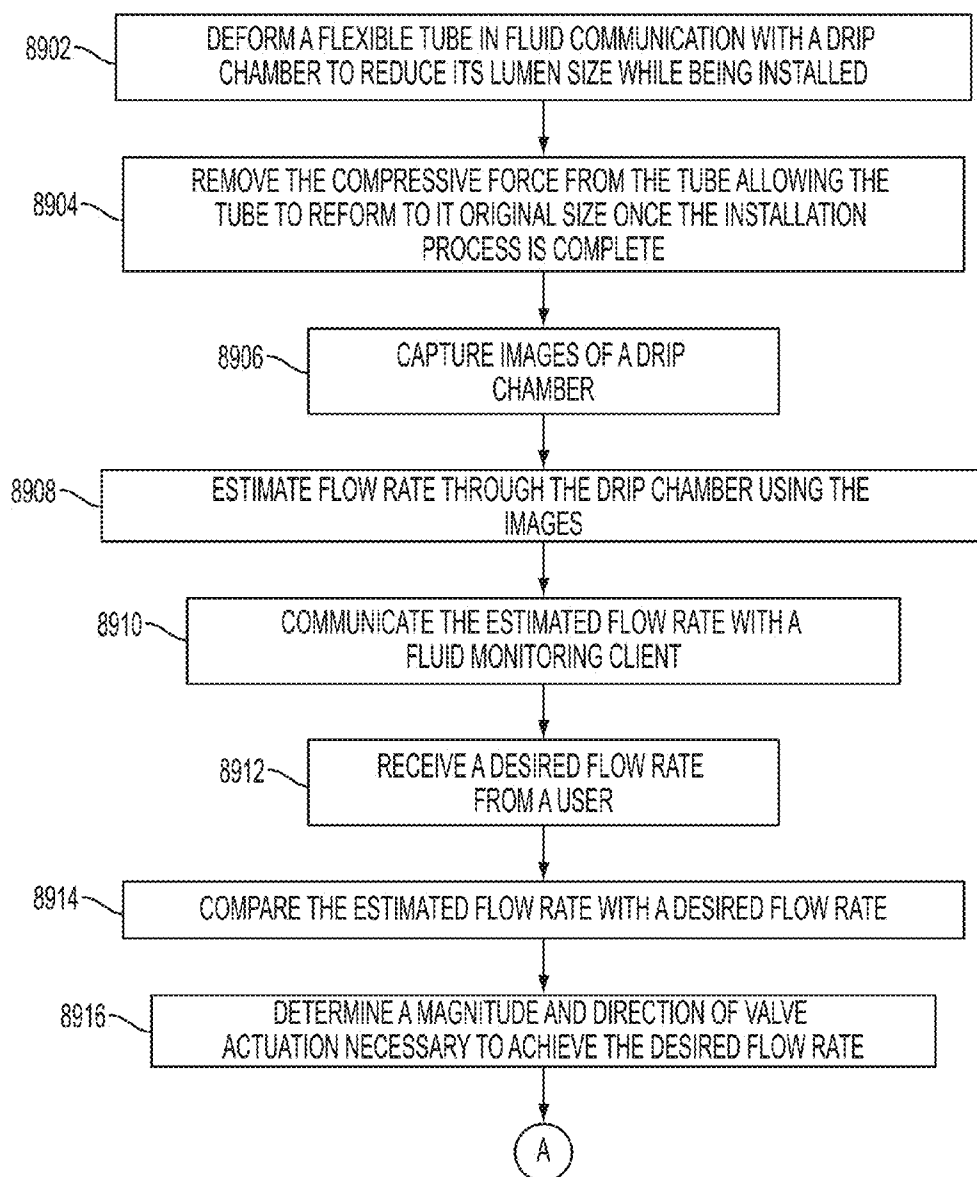 8902
DEFORM A FLEXIBLE TUBE IN FLUID COMMUNICATION WITH A DRIP
CHAMBER TO REDUCE ITS LUMEN SIZE WHILE BEING INSTALLED
8904
REMOVE THE COMPRESSIVE FORCE FROM THE TUBE ALLOWING THE
TUBE TO REFORM TO IT ORIGINAL SIZE ONCE THE INSTALLATION
PROCESS IS COMPLETE
8906
CAPTURE IMAGES OF A DRIP
CHAMBER
8908
ESTIMATE FLOW RATE THROUGH THE DRIP CHAMBER USING THE
IMAGES
8910
COMMUNICATE THE ESTIMATED FLOW RATE WITH A
FLUID MONITORING CLIENT
8912
RECEIVE A DESIRED FLOW RATE
FROM A USER
8914
COMPARE THE ESTIMATED FLOW RATE WITH A DESIRED FLOW RATE
8916
DETERMINE A MAGNITUDE AND DIRECTION OF VALVE
ACTUATION NECESSARY TO ACHIEVE THE DESIRED FLOW RATE
A